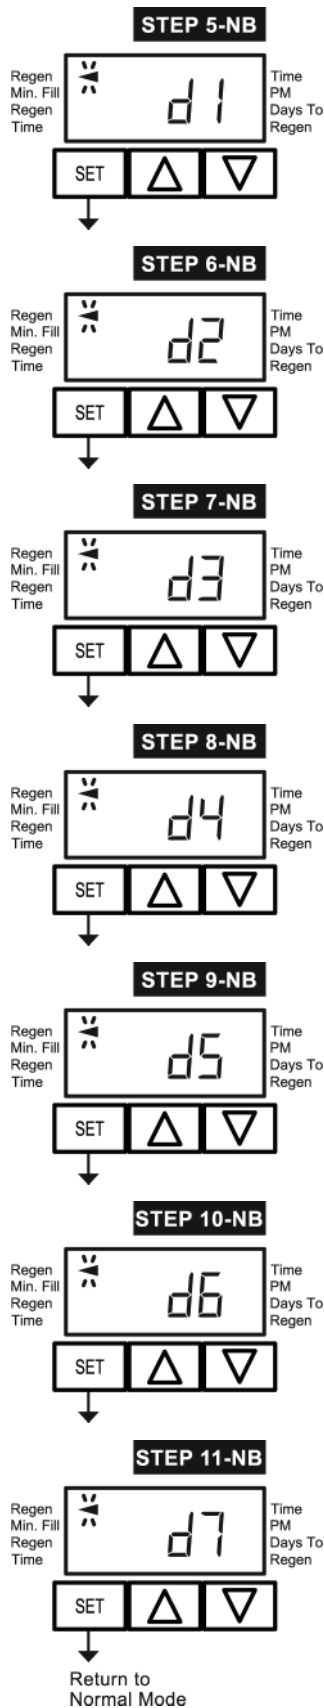 STEP 5-NB
Regen
Min. Fill
Regen
Time
d1
Time
PM
Days To
Regen
SET
STEP 6-NB
Regen
Min. Fill
Regen
Time
d2
Time
PM
Days To
Regen
SET
STEP 7-NB
Regen
Min. Fill
Regen
Time
d3
Time
PM
Days To
Regen
SET
STEP 8-NB
Regen
Min. Fill
Regen
Time
d4
Time
PM
Days To
Regen
SET
STEP 9-NB
Regen
Min. Fill
Regen
Time
d5
Time
PM
Days To
Regen
SET
STEP 10-NB
Regen
Min. Fill
Regen
Time
d6
Time
PM
Days To
Regen
SET
STEP 11-NB
Regen
Min. Fill
Regen
Time
d7
Time
PM
Days To
Regen
SET
Return to
Normal Mode